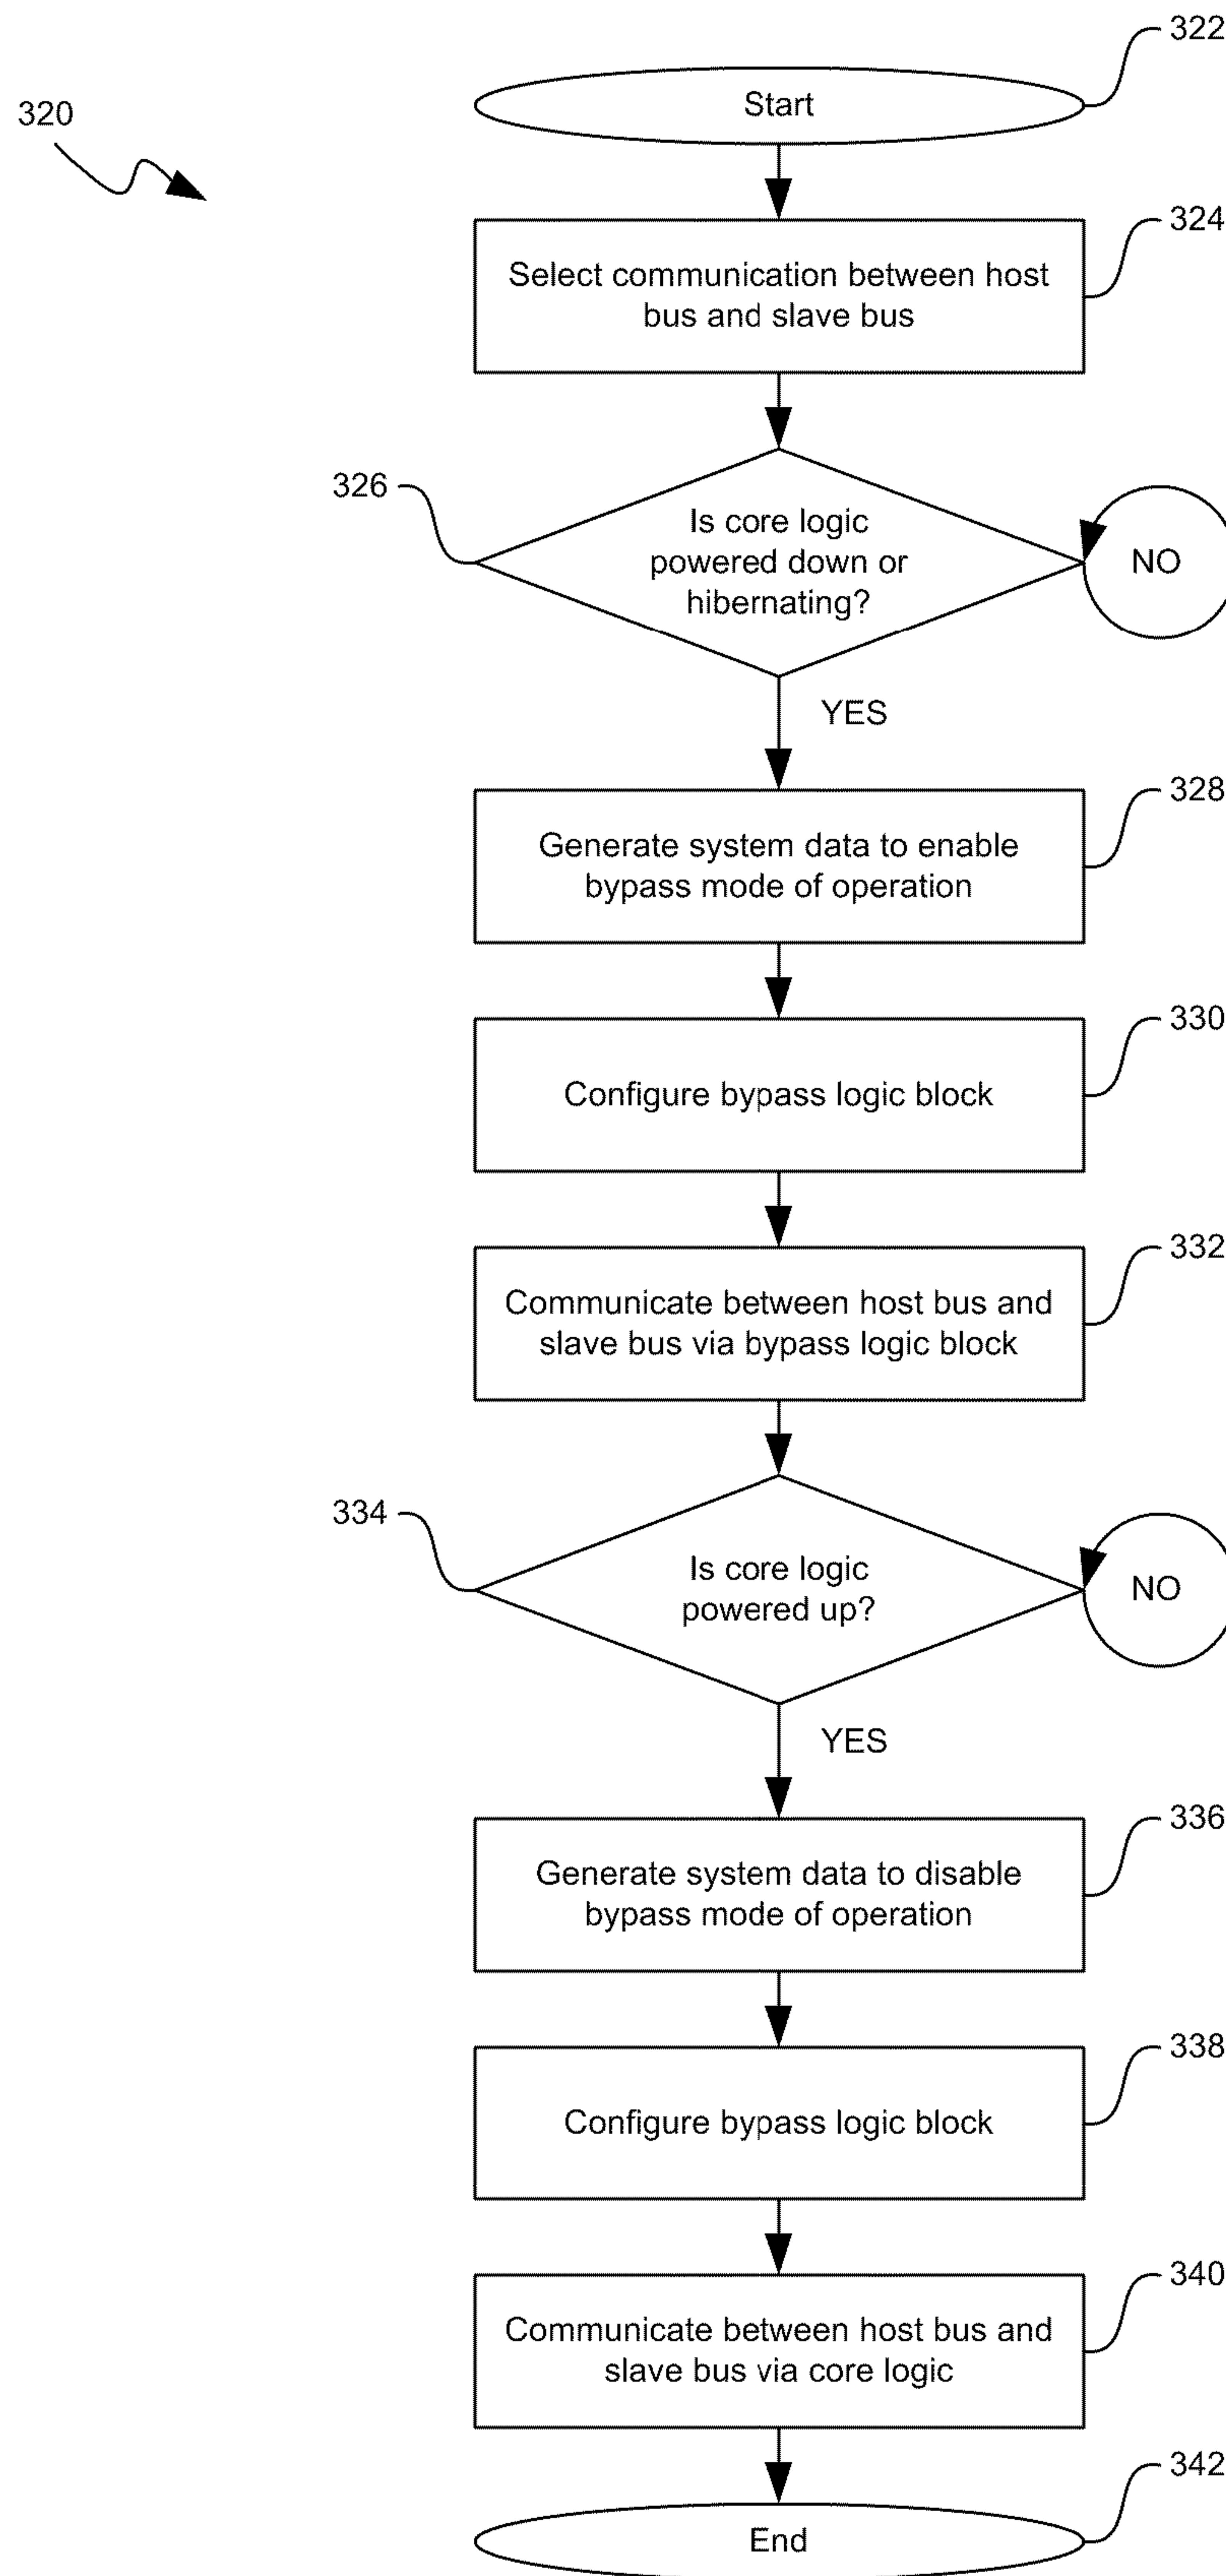 322
Start
320
324
Select communication between host
bus and slave bus
326
Is core logic
powered down or
hibernating?
NO
YES
328
Generate system data to enable
bypass mode of operation
330
Configure bypass logic block
332
Communicate between host bus and
slave bus via bypass logic block
334
Is core logic
powered up?
NO
YES
336
Generate system data to disable
bypass mode of operation
338
Configure bypass logic block
340
Communicate between host bus and
slave bus via core logic
342
End